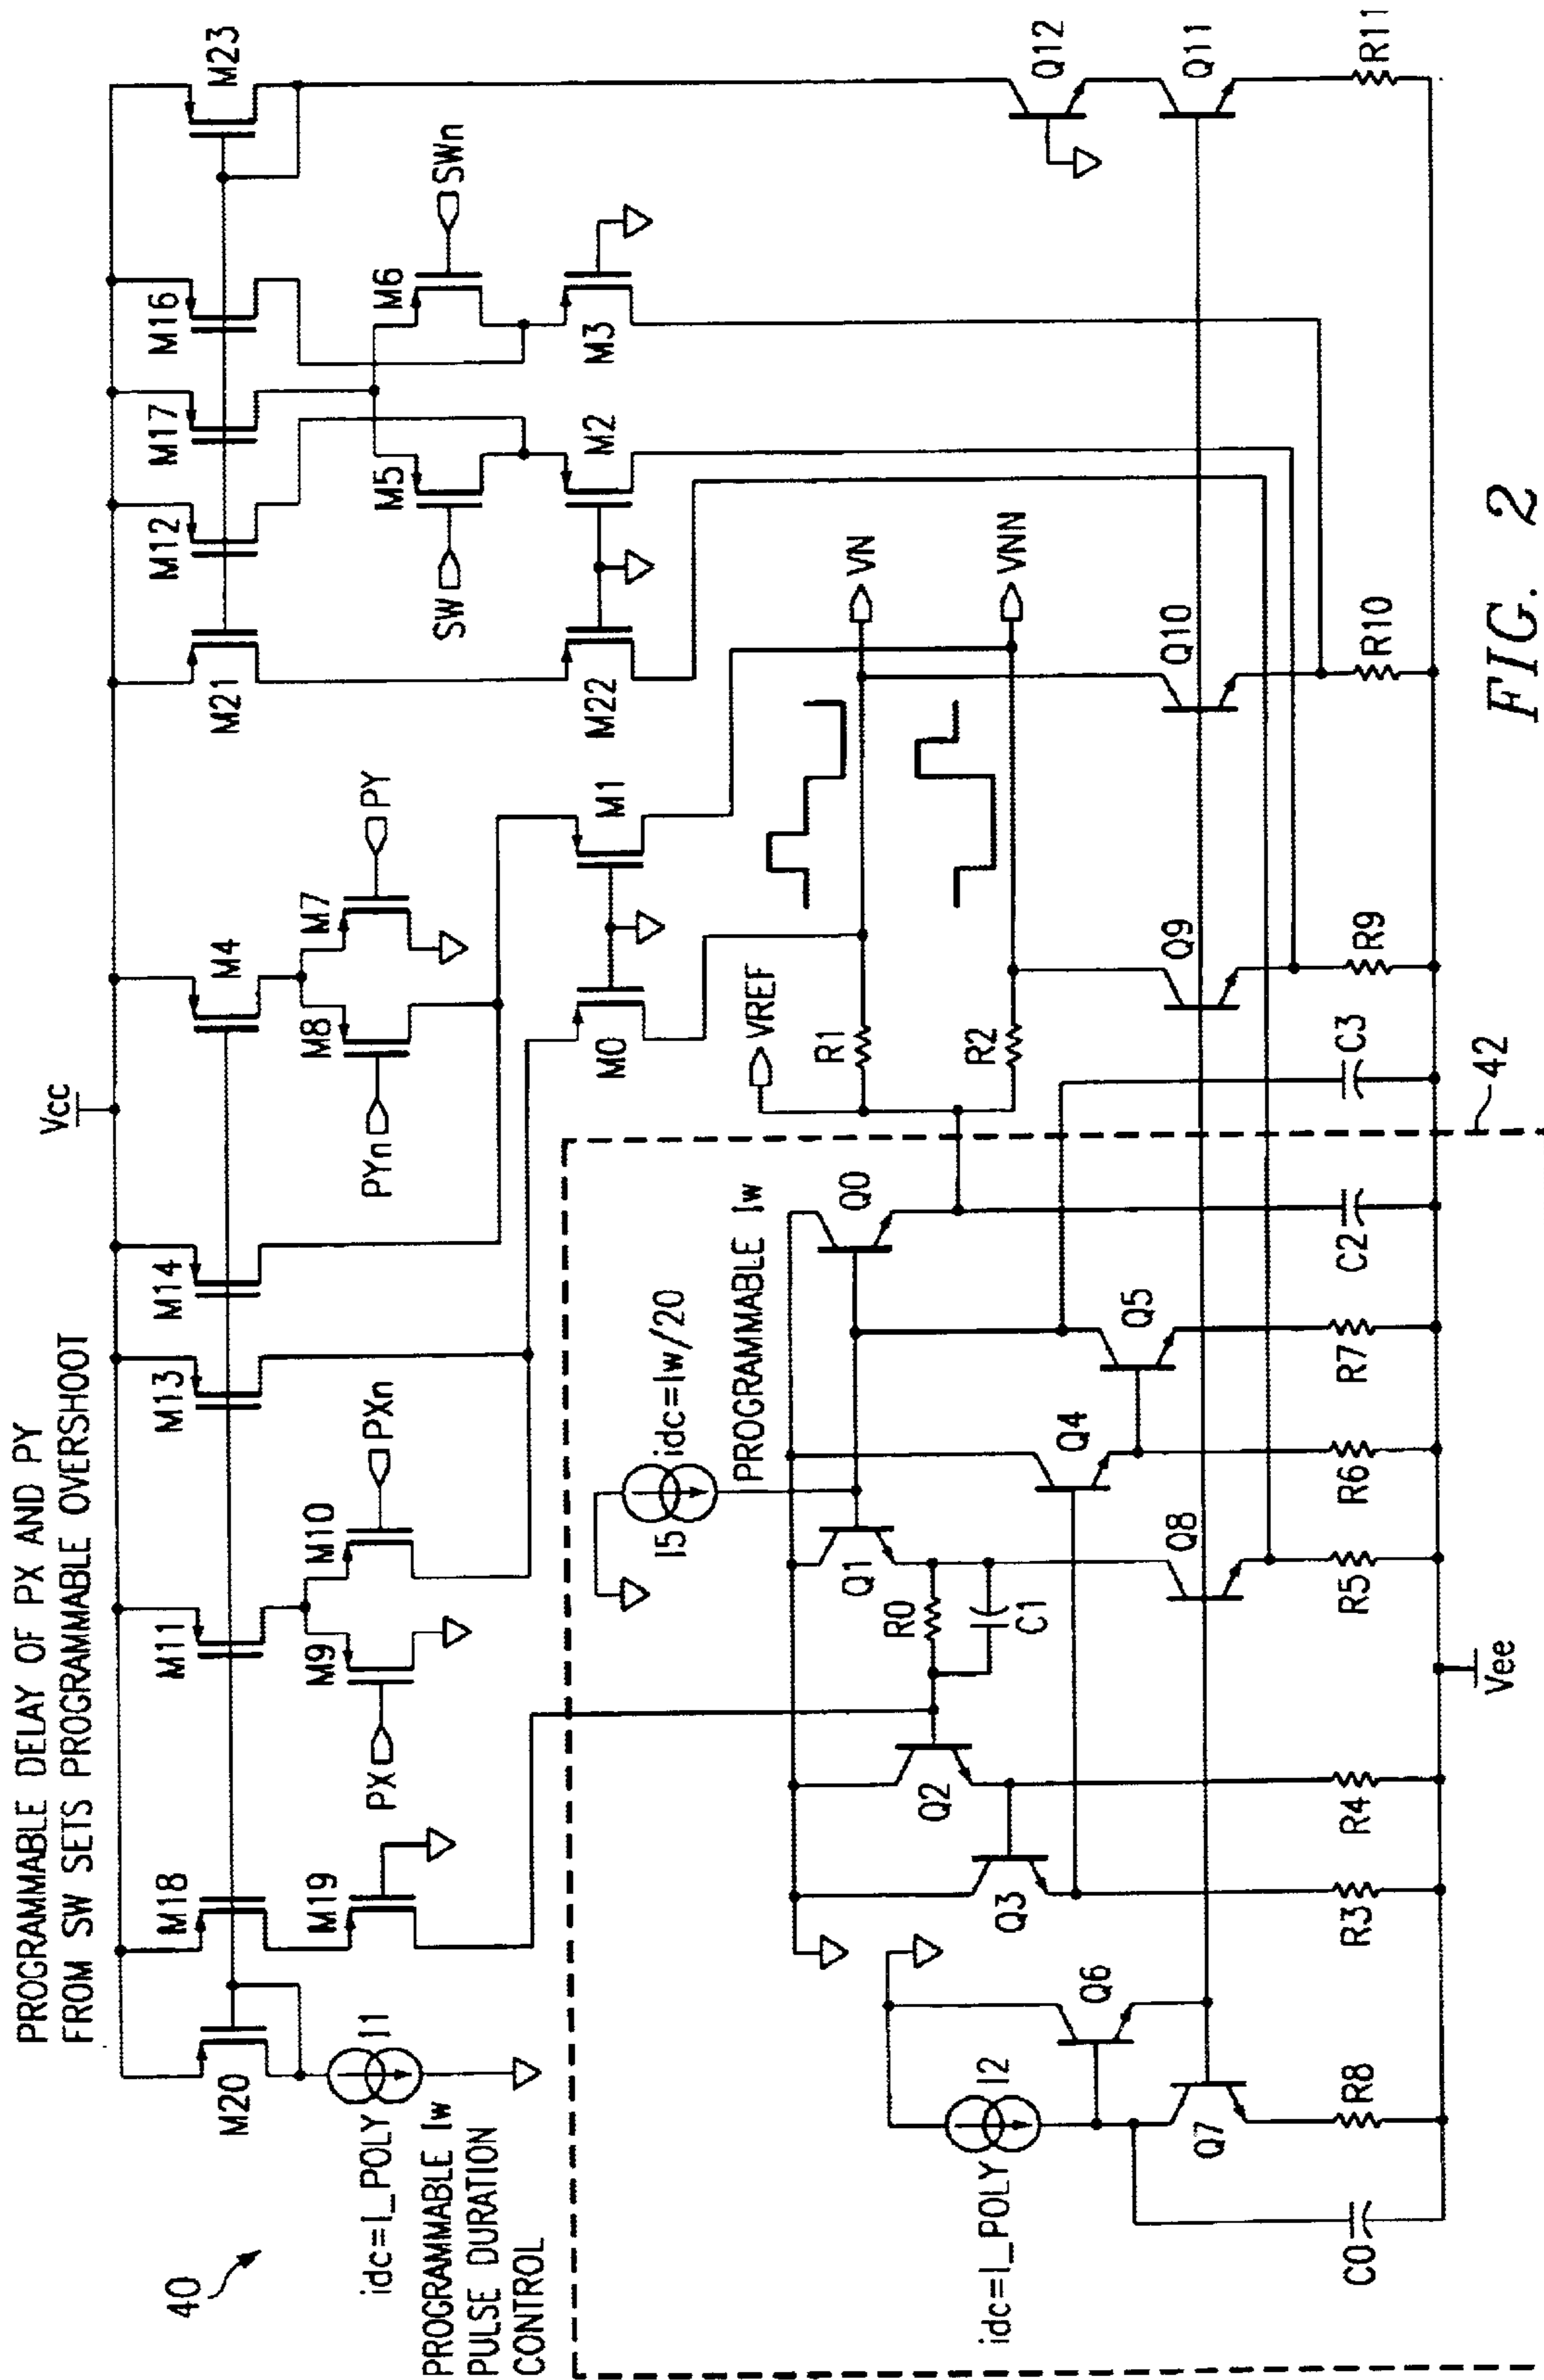 PROGRAMMABLE DELAY OF PX AND PY
FROM SW SETS PROGRAMMABLE OVERSHOOT
40
Vcc
M20
M18
M11
M13
M14
M4
M21
M12
M17
M16
M23
M19
M9
M10
M8
M7
M5
M6
PX
PXn
PYn
PY
SW
SWn
I1
idc=I_POLY
PROGRAMMABLE Iw
PULSE DURATION
CONTROL
M0
M1
M22
M2
M3
I5
idc=Iw/20
PROGRAMMABLE Iw
VREF
R1
R2
VN
VNN
Q1
Q0
R0
C1
Q2
Q3
Q4
Q5
I2
idc=I_POLY
Q6
Q7
Q8
Q9
Q10
Q12
Q11
C0
R8
R3
R4
R5
R6
R7
C2
C3
R9
R10
R11
Vee
42
FIG. 2